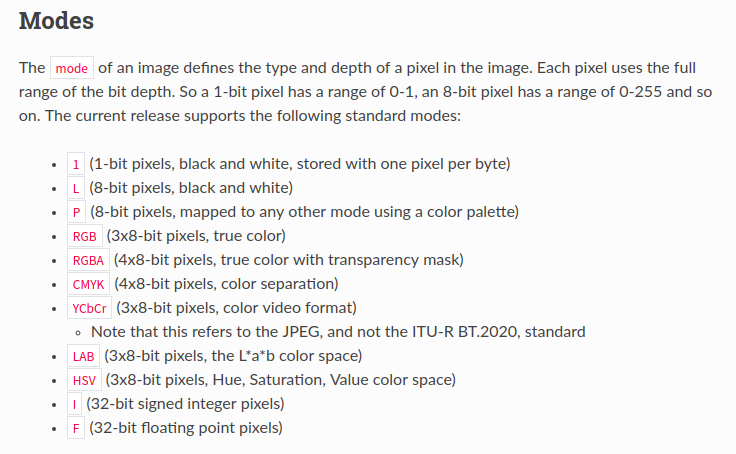 Modes
The mode of an image defines the type and depth of a pixel in the image. Each pixel uses the full
range of the bit depth. So a 1-bit pixel has a range of 0-1, an 8-bit pixel has a range of 0-255 and so
on. The current release supports the following standard modes:
• 1 (1-bit pixels, black and white, stored with one pixel per byte)
• L (8-bit pixels, black and white)
• P (8-bit pixels, mapped to any other mode using a color palette)
• RGB (3x8-bit pixels, true color)
• RGBA (4x8-bit pixels, true color with transparency mask)
• CMYK (4x8-bit pixels, color separation)
• YCbCr (3x8-bit pixels, color video format)
◦ Note that this refers to the JPEG, and not the ITU-R BT.2020, standard
• LAB (3x8-bit pixels, the L*a*b color space)
• HSV (3x8-bit pixels, Hue, Saturation, Value color space)
• I (32-bit signed integer pixels)
• F (32-bit floating point pixels)